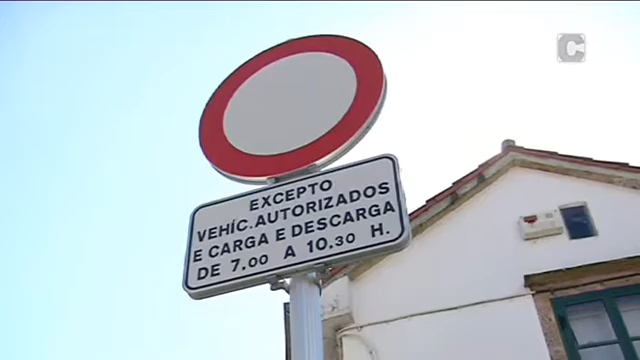 C
EXCEPTO
VEHÍC. AUTORIZADOS
E CARGA E DESCARGA
DE 7.00 A 10.30 H.